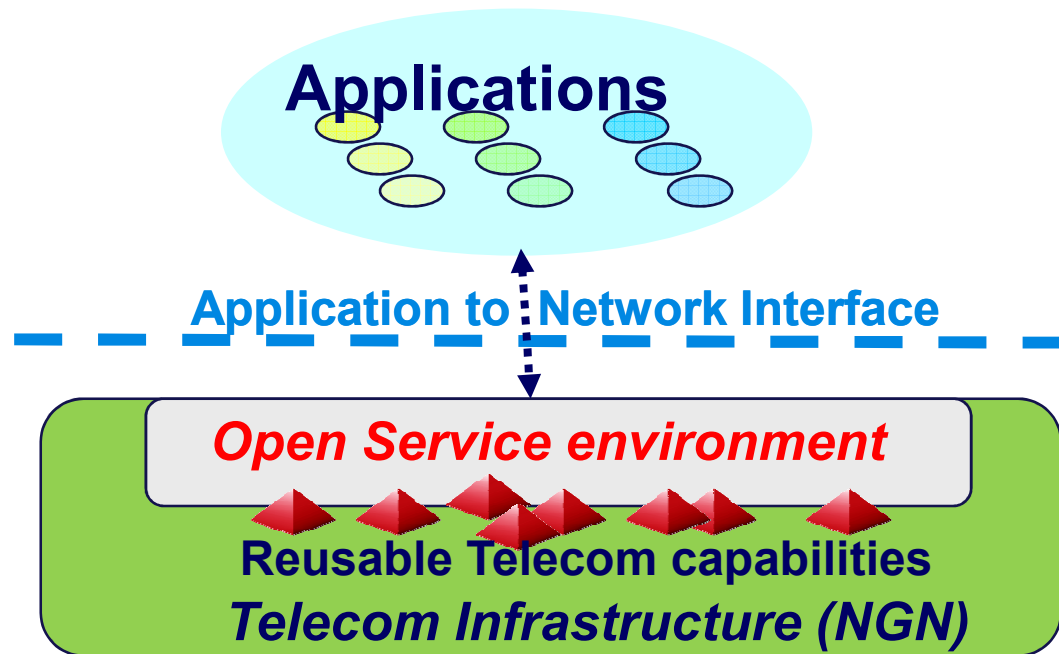 Applications
Application to Network Interface
Open Service environment
Reusable Telecom capabilities
Telecom Infrastructure (NGN)